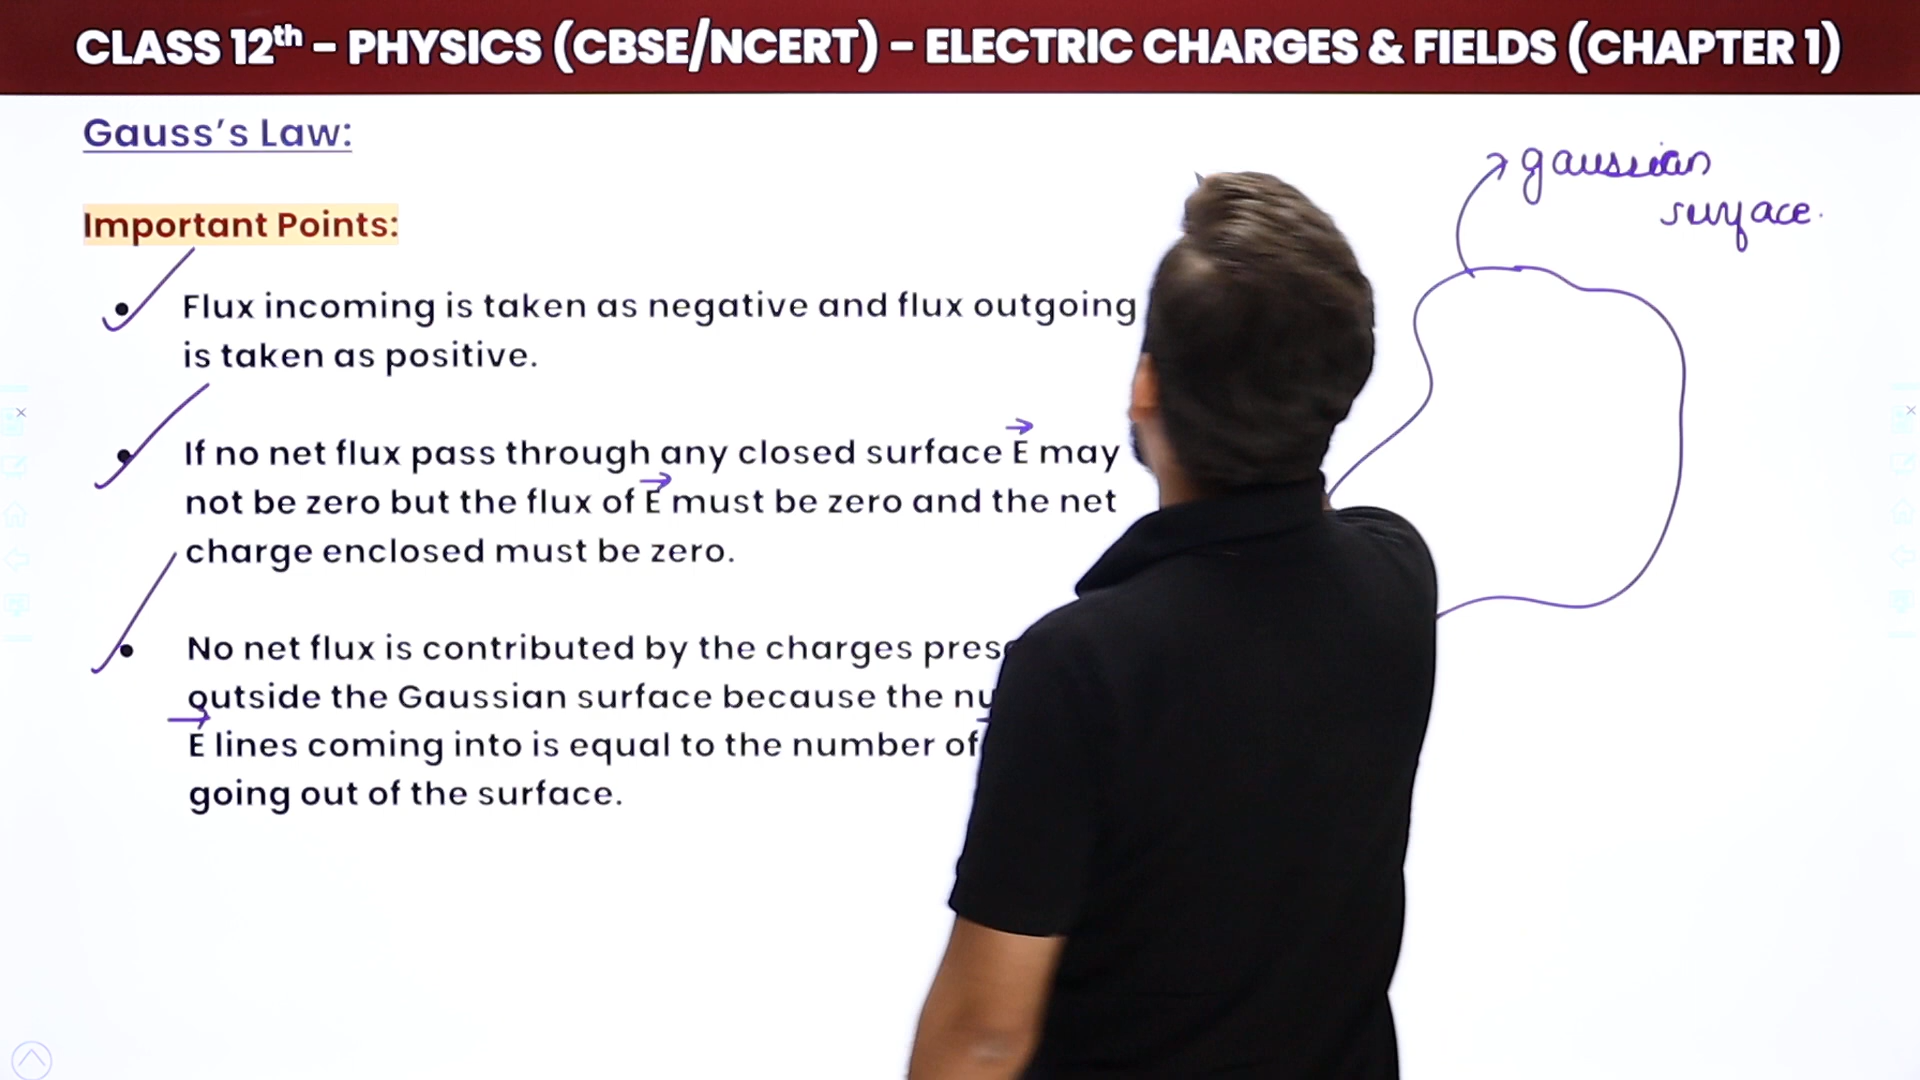 CLASS 12th – PHYSICS (CBSE/NCERT) – ELECTRIC CHARGES & FIELDS (CHAPTER 1)
Gauss’s Law:
Important Points:
• Flux incoming is taken as negative and flux outgoing
is taken as positive.
• If no net flux pass through any closed surface E may
not be zero but the flux of E must be zero and the net
charge enclosed must be zero.
• No net flux is contributed by the charges
outside the Gaussian surface because the
E lines coming into is equal to the number of
going out of the surface.
gaussian
surface.